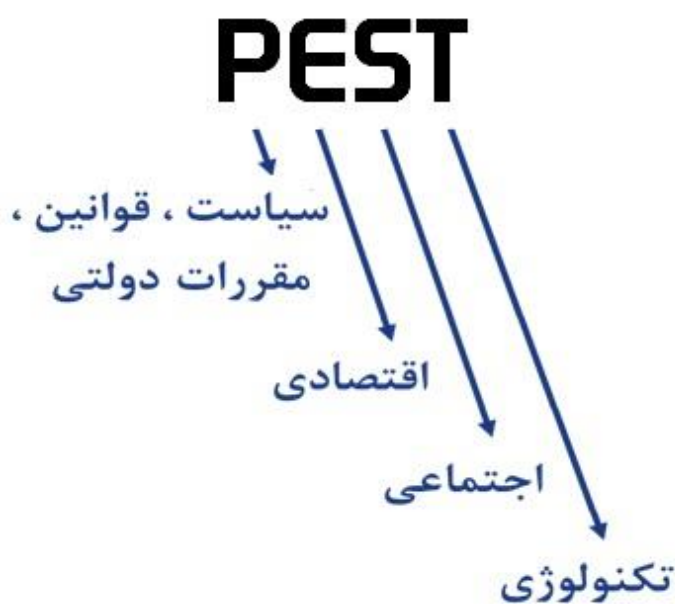 PEST
سیاست ، قوانین ،
مقررات دولتی
اقتصادی
اجتماعی
تکنولوژی